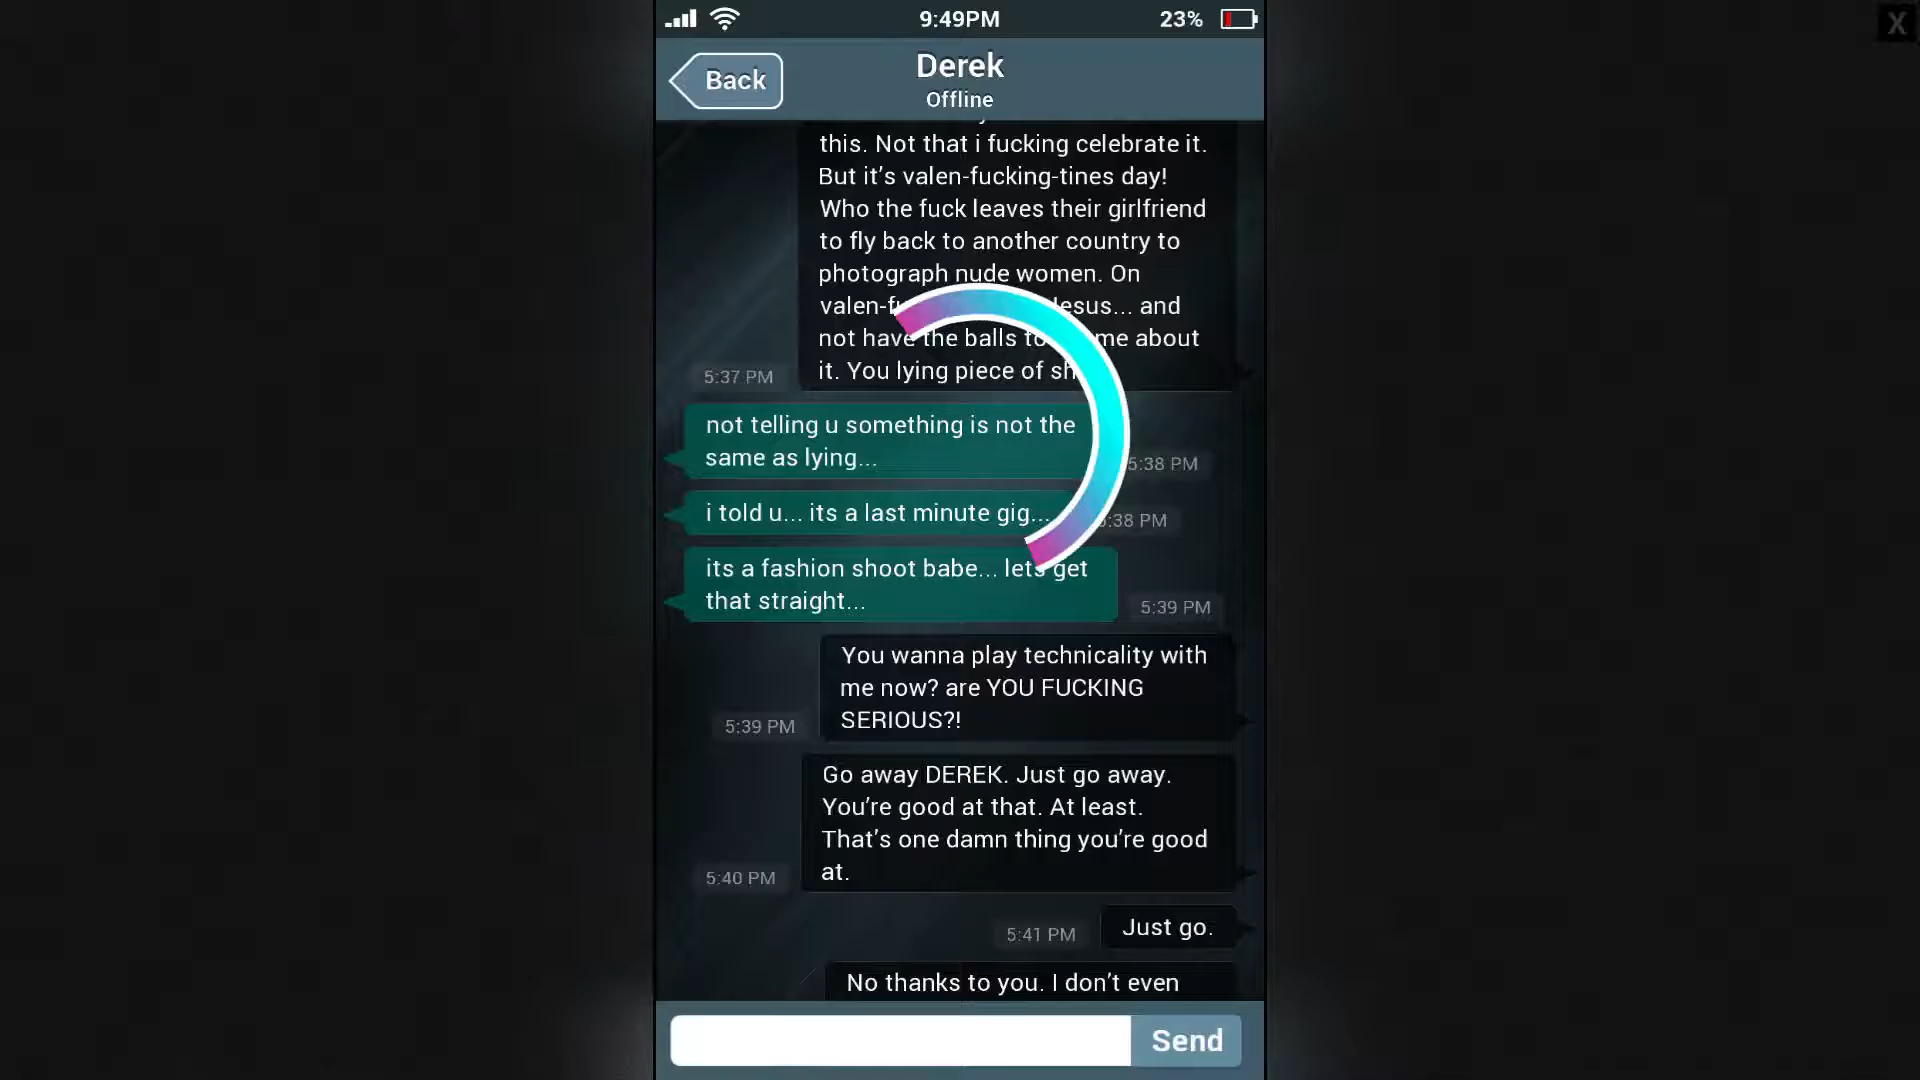 9:49PM
23%
X
Back
Derek
Offline
this. Not that i fucking celebrate it.
But it’s valen-fucking-tines day!
Who the fuck leaves their girlfriend
to fly back to another country to
photograph nude women. On
Jesus... and
not have the balls me about
it. You lying piece of
5:37 PM
not telling u something is not the
same as lying...
5:38 PM
i told u... its a last minute gig...
5:38 PM
its a fashion shoot babe... lets get
that straight...
5:39 PM
You wanna play technicality with
me now? are YOU FUCKING
SERIOUS?!
5:39 PM
Go away DEREK. Just go away.
You’re good at that. At least.
That’s one damn thing you’re good
at.
5:40 PM
Just go.
5:41 PM
No thanks to you. I don’t even
Send